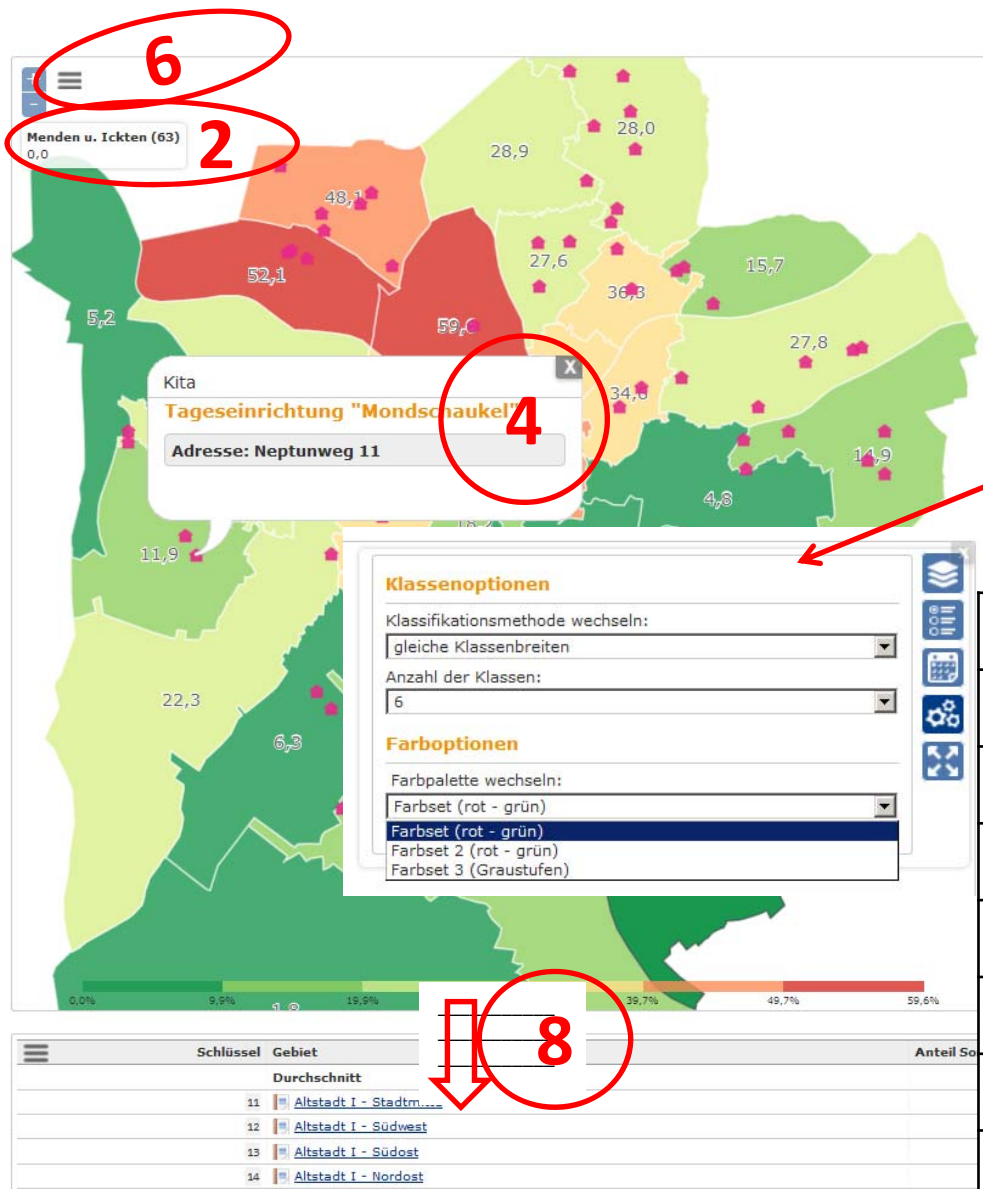 6
+
-
Menden u. Ickten (63)
0,0
2
28,0
28,9
48,1
27,6
15,7
52,1
36,3
5,2
59,6
27,8
Kita
X
Tageseinrichtung "Mondschaukel"
4
Adresse: Neptunweg 11
14,9
4,8
18,2
11,9
X
Klassenoptionen
Klassifikationsmethode wechseln:
gleiche Klassenbreiten
Anzahl der Klassen:
6
22,3
6,3
Farboptionen
Farbpalette wechseln:
Farbset (rot - grün)
Farbset (rot - grün)
Farbset 2 (rot - grün)
Farbset 3 (Graustufen)
0,0% 9,9% 19,9% 39,7% 49,7% 59,6%
8
Schlüssel Gebiet Anteil So
Durchschnitt
11 Altstadt I - Stadtmitte
12 Altstadt I - Südwest
13 Altstadt I - Südost
14 Altstadt I - Nordost